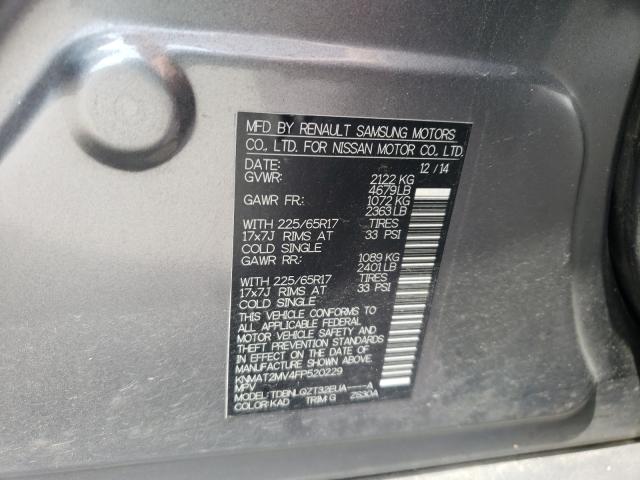 MFD BY RENAULT SAMSUNG MOTORS
CO., LTD. FOR NISSAN MOTOR CO., LTD.
DATE: 12 / 14
GVWR: 2122 KG
4679LB
GAWR FR: 1072 KG
2363 LB
WITH 225/65R17 TIRES
17x7J RIMS AT 33 PSI
COLD SINGLE
GAWR RR: 1089 KG
2401LB
WITH 225/65R17 TIRES
17x7J RIMS AT 33 PSI
COLD SINGLE
THIS VEHICLE CONFORMS TO
ALL APPLICABLE FEDERAL
MOTOR VEHICLE SAFETY AND
THEFT PREVENTION STANDARDS
IN EFFECT ON THE DATE OF
MANUFACTURE SHOWN ABOVE.
KNMAT2MV4FP520229
MPV
MODEL: A
COLOR:KAD TRIM:G ZS30A